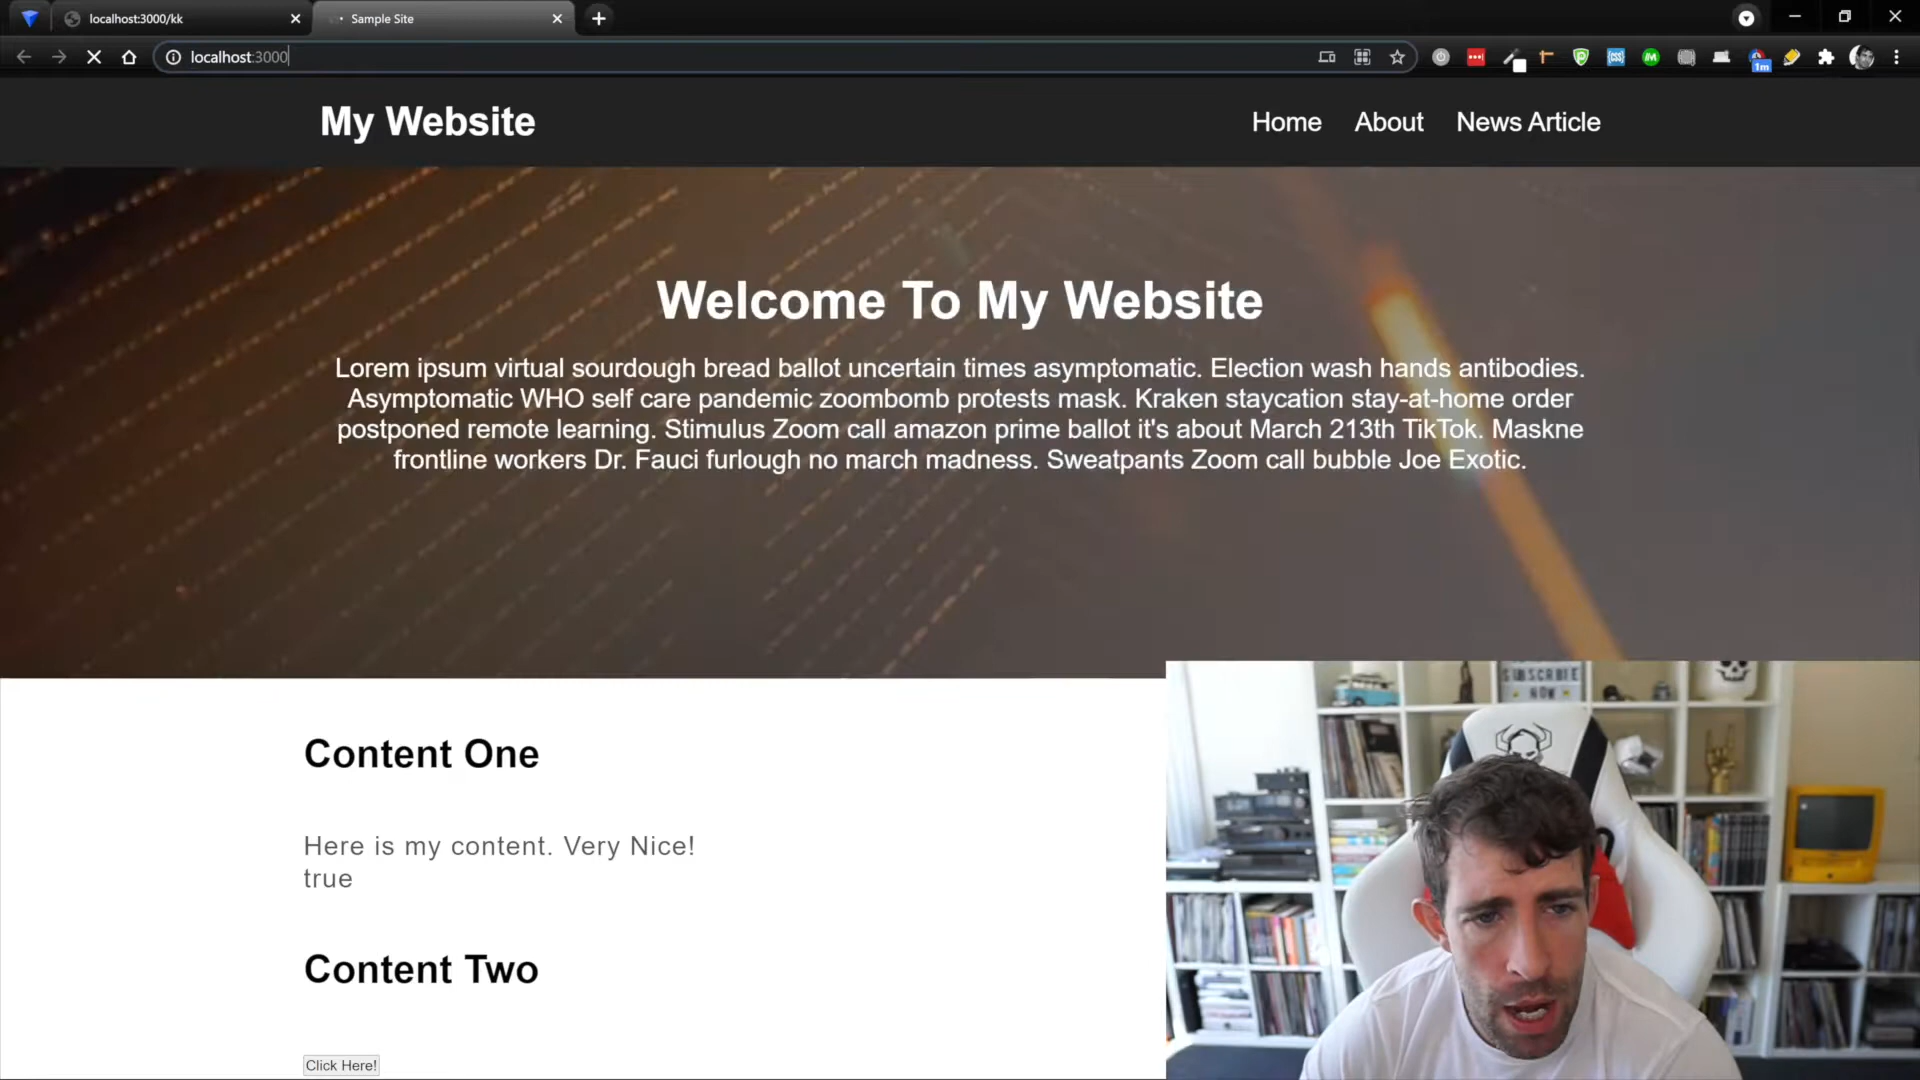 localhost:3000/kk
Sample Site
localhost:3000
1m
My Website
Home About News Article
Welcome To My Website
Lorem ipsum virtual sourdough bread ballot uncertain times asymptomatic. Election wash hands antibodies.
Asymptomatic WHO self care pandemic zoombomb protests mask. Kraken staycation stay-at-home order
postponed remote learning. Stimulus Zoom call amazon prime ballot it's about March 213th TikTok. Maskne
frontline workers Dr. Fauci furlough no march madness. Sweatpants Zoom call bubble Joe Exotic.
Content One
Here is my content. Very Nice!
true
Content Two
Click Here!
SUBSCRIBE
NOW